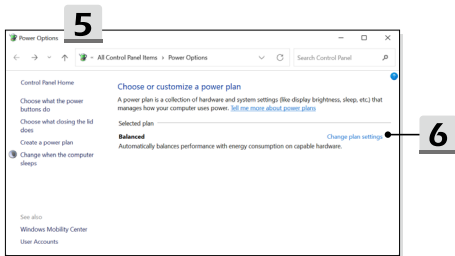 5
Power Options
All Control Panel Items › Power Options
Search Control Panel
Control Panel Home
Choose what the power
buttons do
Choose what closing the lid
does
Create a power plan
Change when the computer
sleeps
See also
Windows Mobility Center
User Accounts
Choose or customize a power plan
A power plan is a collection of hardware and system settings (like display brightness, sleep, etc.) that
manages how your computer uses power. Tell me more about power plans
Selected plan
Balanced Change plan settings
Automatically balances performance with energy consumption on capable hardware.
6